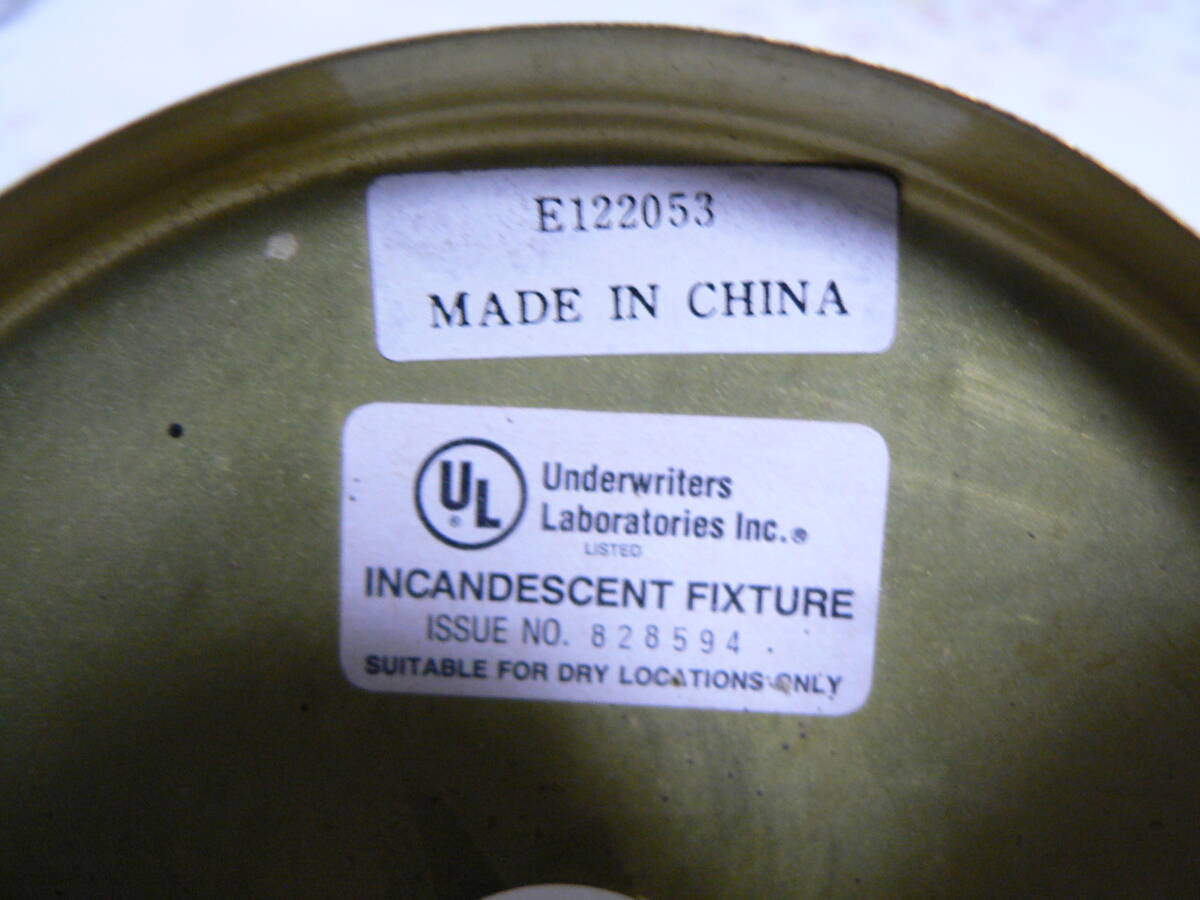 E122053
MADE IN CHINA
UL® Underwriters
Laboratories Inc.®
LISTED
INCANDESCENT FIXTURE
ISSUE NO. 828594.
SUITABLE FOR DRY LOCATIONS ONLY